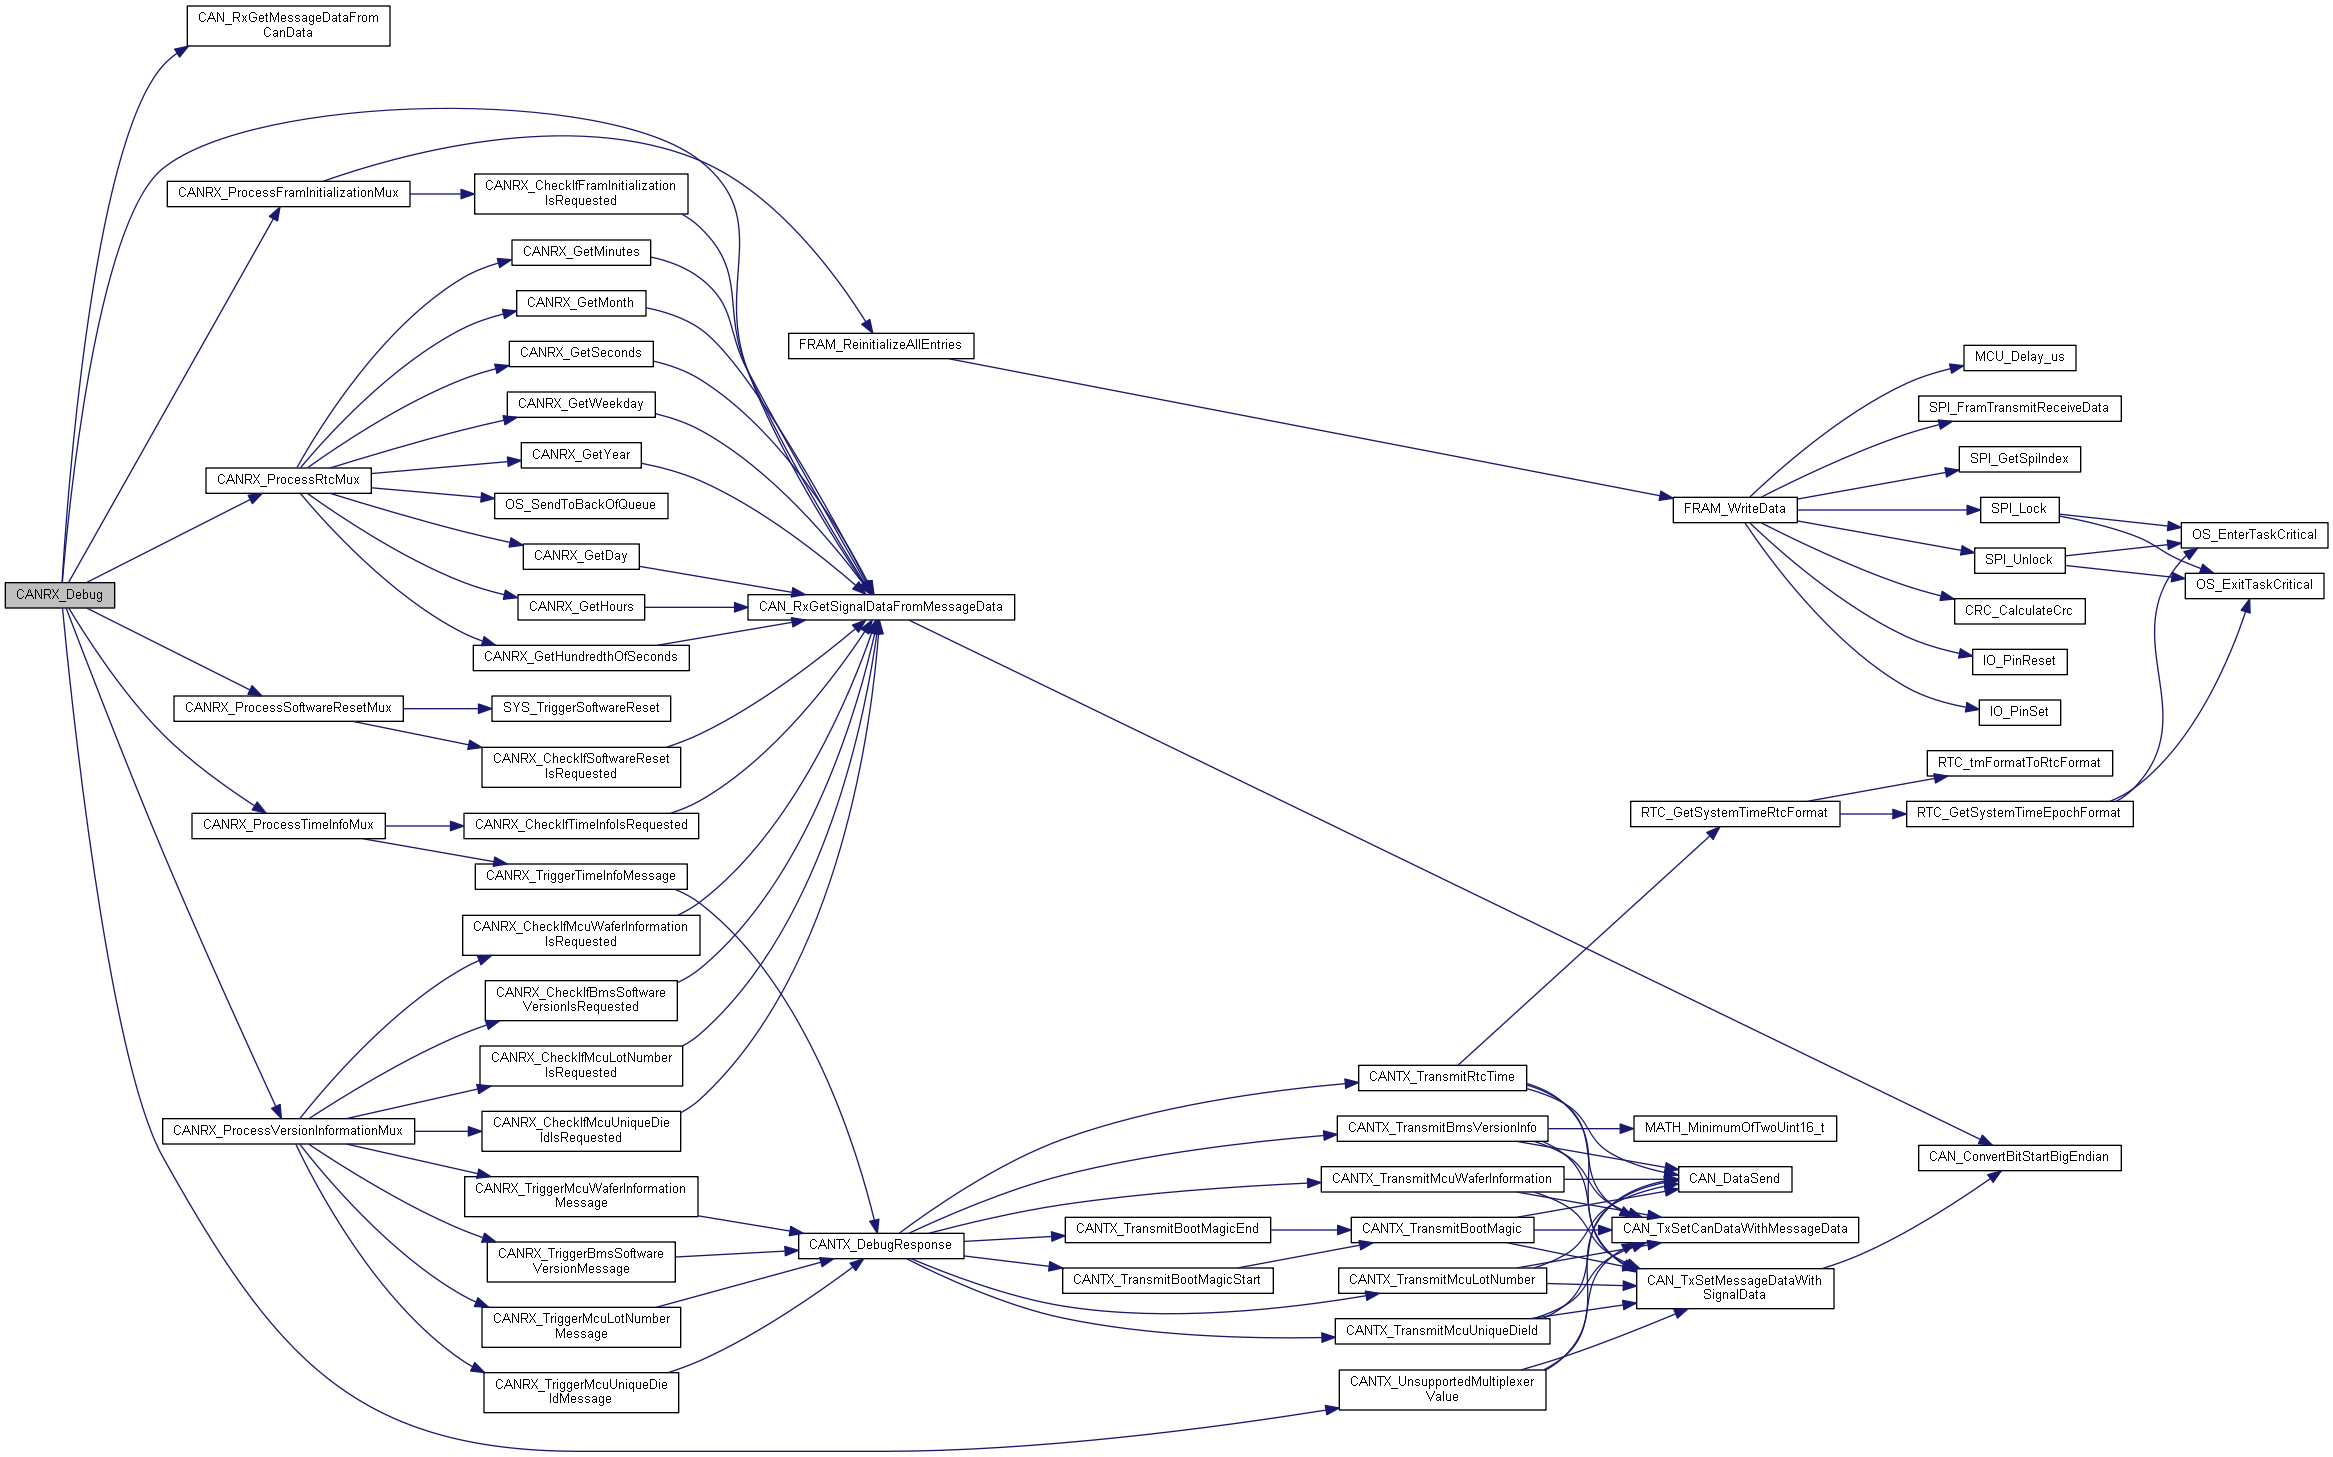 CAN_RxGetMessageDataFrom
CanData
CANRX_ProcessFramInitializationMux
CANRX_CheckIfFramInitialization
IsRequested
CANRX_GetMinutes
CANRX_GetMonth
CANRX_GetSeconds
CANRX_GetWeekday
CANRX_GetYear
CANRX_ProcessRtcMux
OS_SendToBackOfQueue
CANRX_GetDay
CANRX_GetHours
CANRX_GetHundredthOfSeconds
CANRX_Debug
CANRX_ProcessSoftwareResetMux
SYS_TriggerSoftwareReset
CANRX_CheckIfSoftwareReset
IsRequested
CANRX_ProcessTimeInfoMux
CANRX_CheckIfTimeInfoIsRequested
CANRX_TriggerTimeInfoMessage
CANRX_CheckIfMcuWaferInformation
IsRequested
CANRX_CheckIfBmsSoftware
VersionIsRequested
CANRX_CheckIfMcuLotNumber
IsRequested
CANRX_ProcessVersionInformationMux
CANRX_CheckIfMcuUniqueDie
IdIsRequested
CANRX_TriggerMcuWaferInformation
Message
CANRX_TriggerBmsSoftware
VersionMessage
CANRX_TriggerMcuLotNumber
Message
CANRX_TriggerMcuUniqueDie
IdMessage
FRAM_ReinitializeAllEntries
CAN_RxGetSignalDataFromMessageData
CANTX_DebugResponse
CANTX_TransmitBootMagicEnd
CANTX_TransmitBootMagicStart
CANTX_TransmitRtcTime
CANTX_TransmitBmsVersionInfo
CANTX_TransmitMcuWaferInformation
CANTX_TransmitBootMagic
CANTX_TransmitMcuLotNumber
CANTX_TransmitMcuUniqueDieId
CANTX_UnsupportedMultiplexer
Value
FRAM_WriteData
RTC_GetSystemTimeRtcFormat
MATH_MinimumOfTwoUint16_t
CAN_DataSend
CAN_TxSetCanDataWithMessageData
CAN_TxSetMessageDataWith
SignalData
MCU_Delay_us
SPI_FramTransmitReceiveData
SPI_GetSpiIndex
SPI_Lock
SPI_Unlock
CRC_CalculateCrc
IO_PinReset
IO_PinSet
RTC_tmFormatToRtcFormat
RTC_GetSystemTimeEpochFormat
CAN_ConvertBitStartBigEndian
OS_EnterTaskCritical
OS_ExitTaskCritical